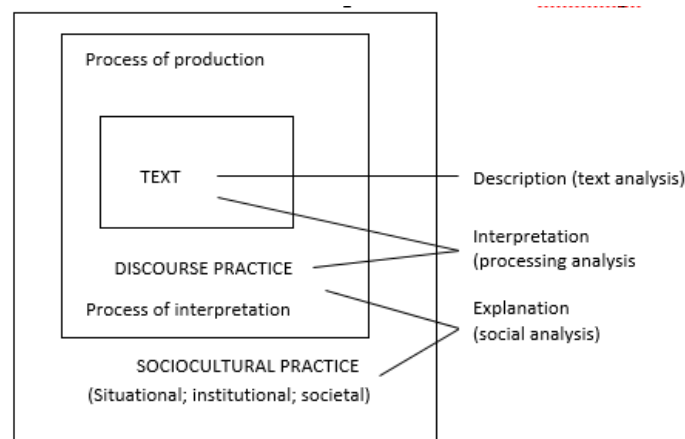 Process of production
TEXT
Description (text analysis)
Interpretation
(processing analysis
DISCOURSE PRACTICE
Process of interpretation
Explanation
(social analysis)
SOCIOCULTURAL PRACTICE
(Situational; institutional; societal)